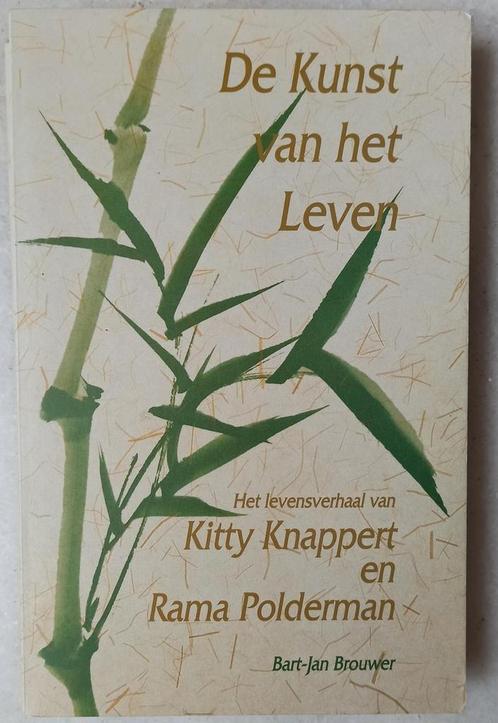 De Kunst
van het
Leven
Het levensverhaal van
Kitty Knappert
en
Rama Polderman
Bart-Jan Brouwer